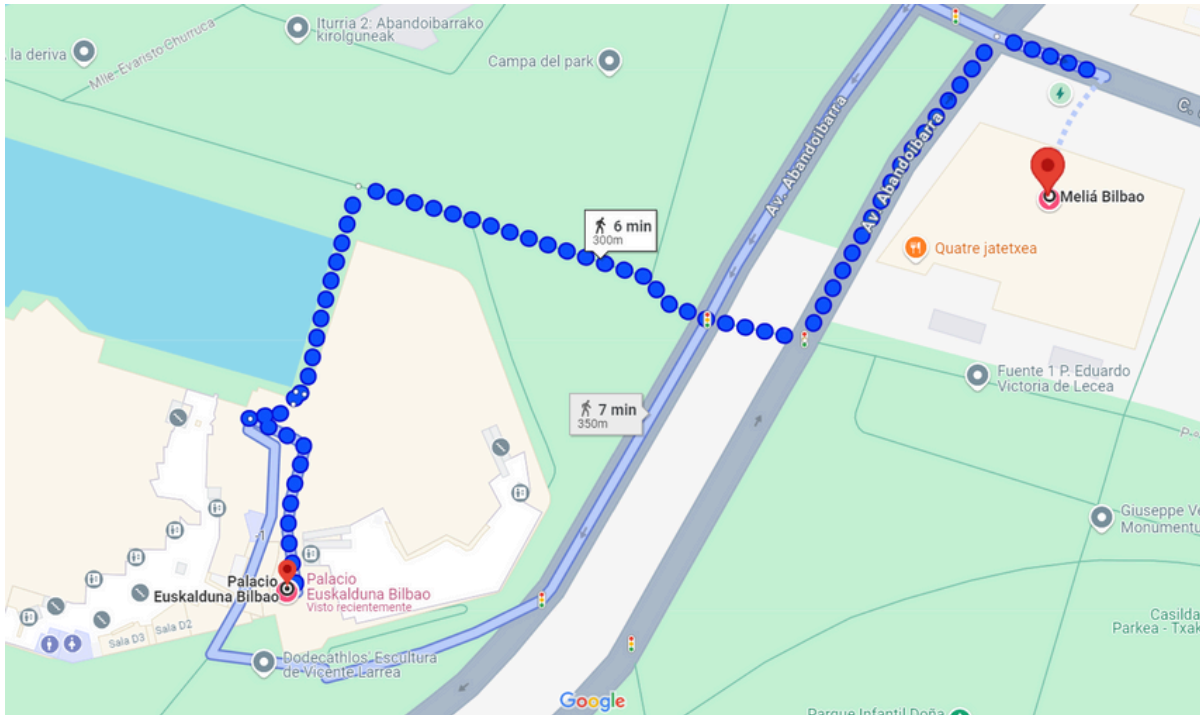 Iturria 2: Abandoibarrako
kirolguneak
la deriva
Mlle-Evaristo-Churruca
Campa del park
Av. Abandoibarra
Av. Abandoibarra
C.
Meliá Bilbao
6 min
300m
Quatre jatetxea
Fuente 1 P. Eduardo
Victoria de Lecea
7 min
350m
Giuseppe Ve
Monumentu
-1
Palacio
Euskalduna Bilbao
Palacio
Euskalduna Bilbao
Visto recientemente
Sala D3
Sala D2
Casilda
Parkea - Txak
Dodecathlos' Escultura
de Vicente Larrea
Google
Parque Infantil Doña